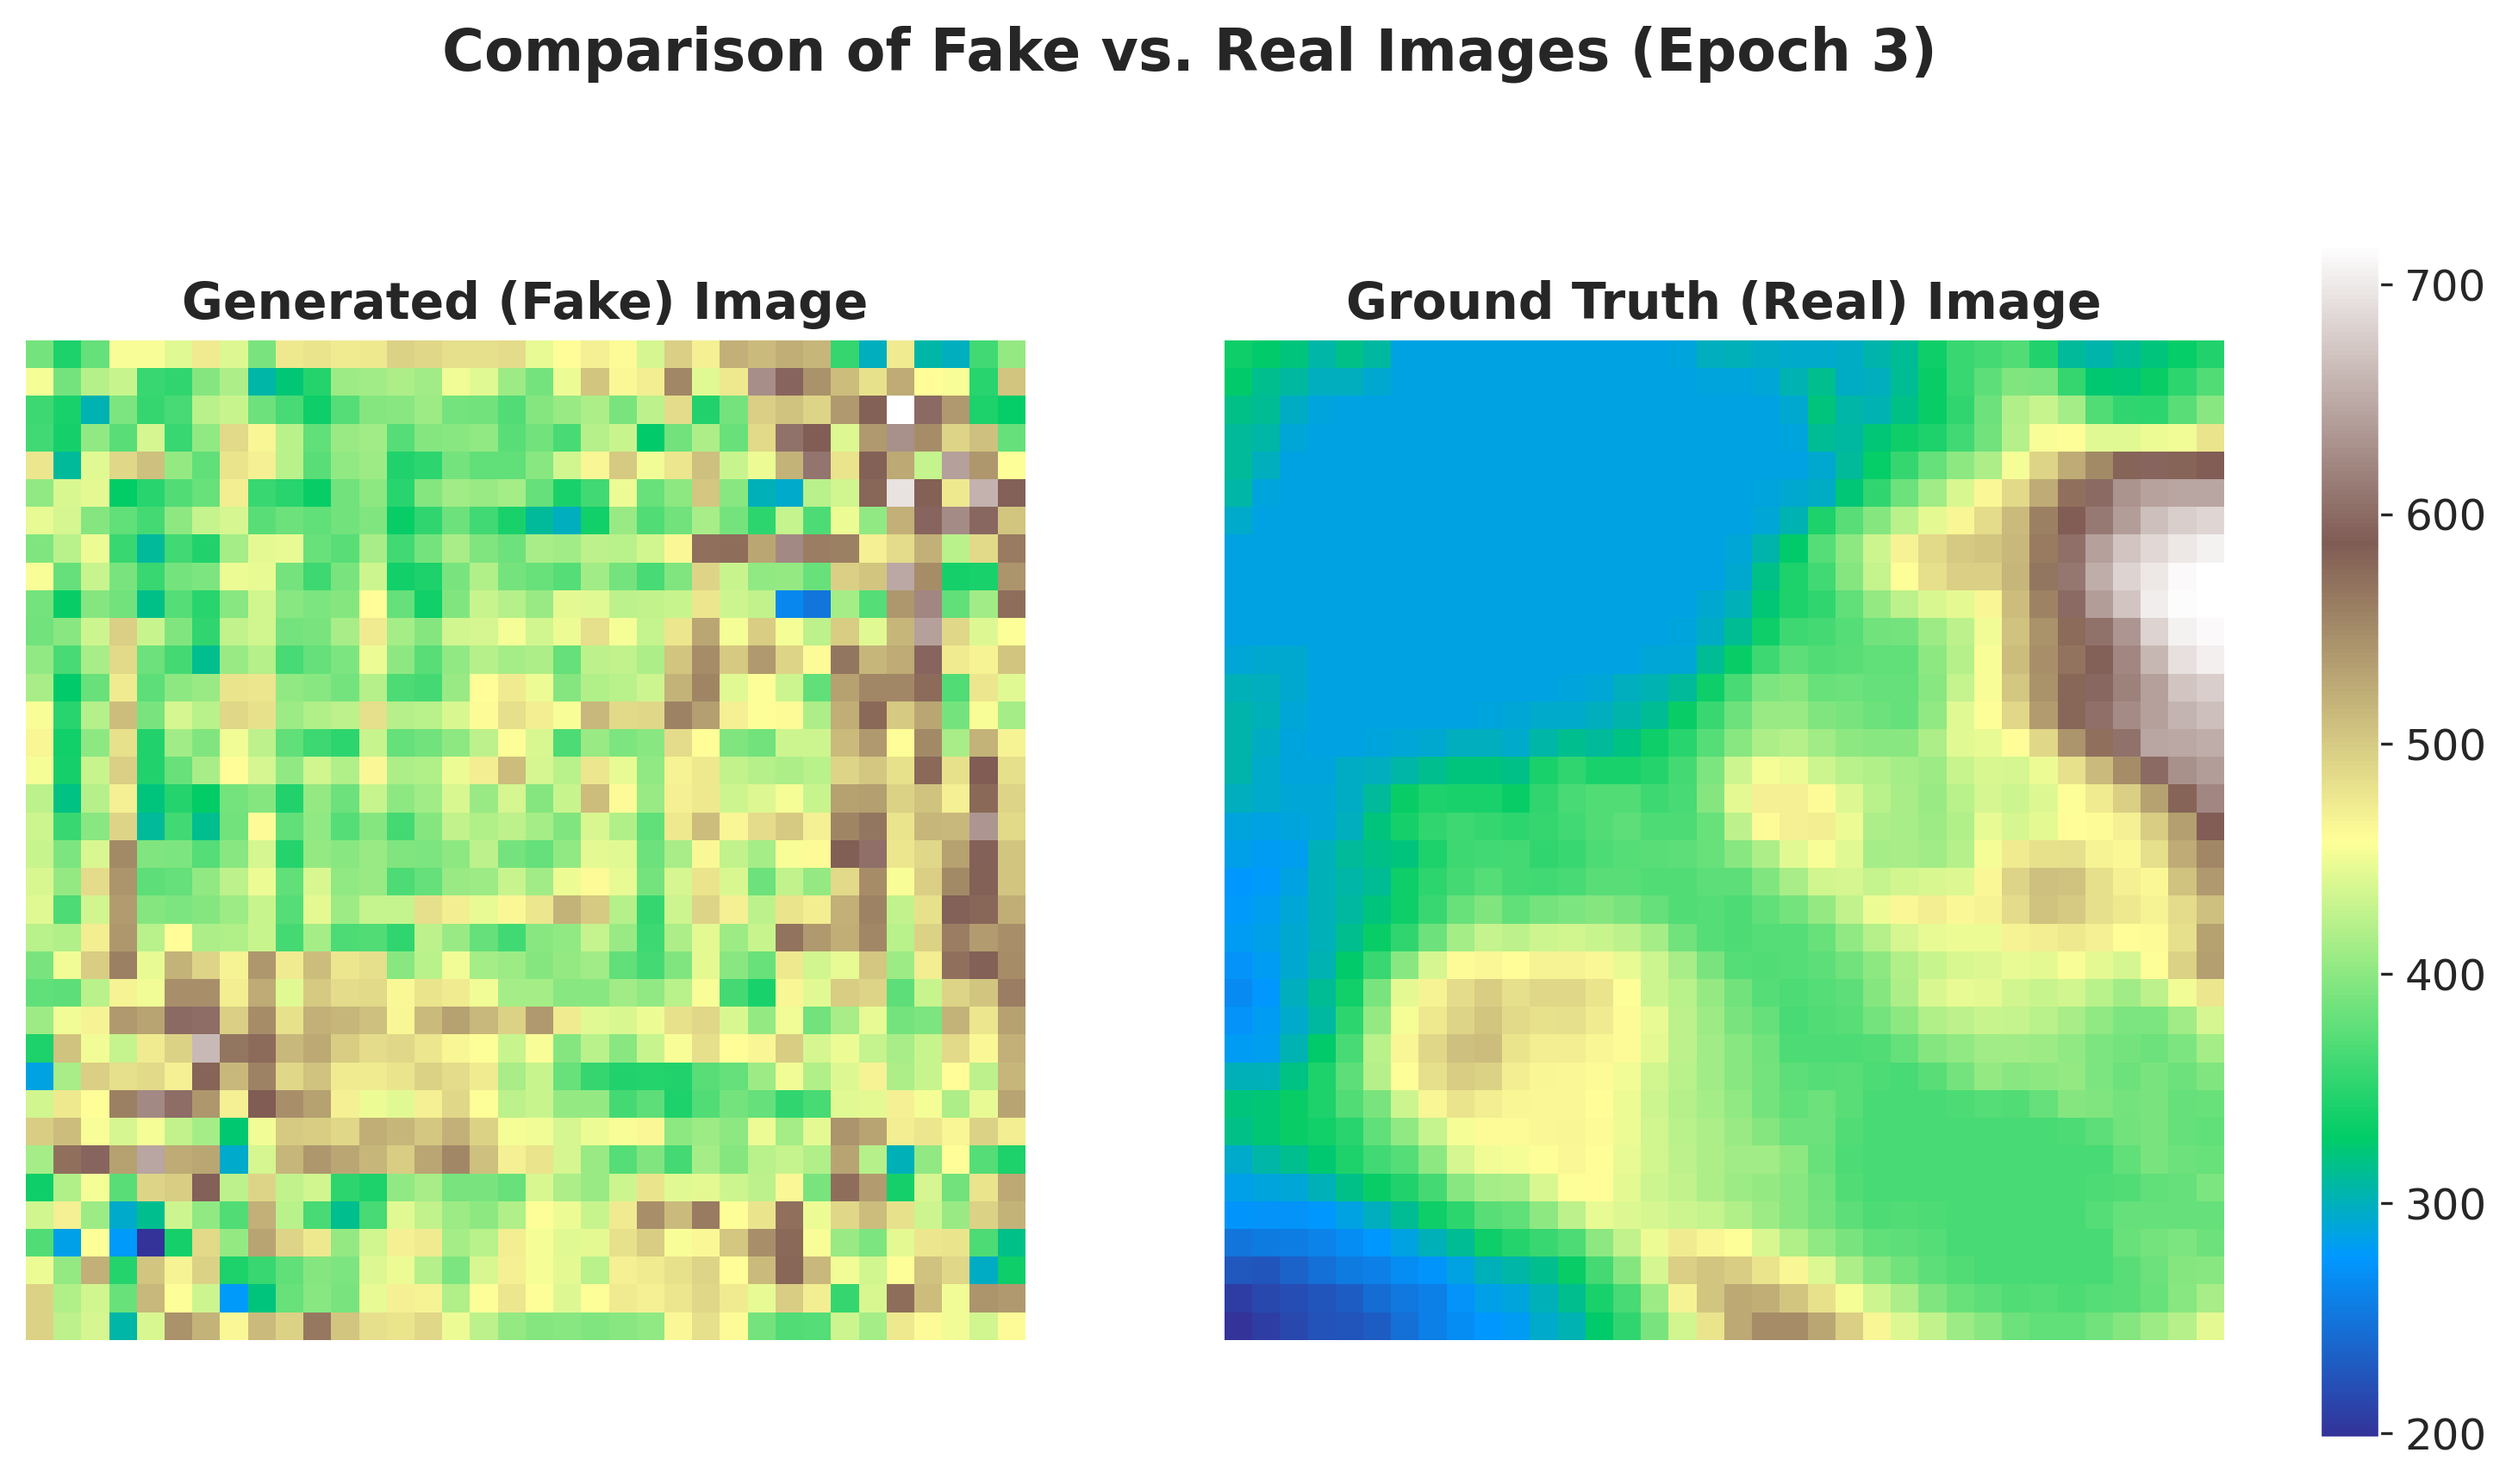 Comparison of Fake vs. Real Images (Epoch 3)
Generated (Fake) Image
Ground Truth (Real) Image
700
600
500
400
300
200